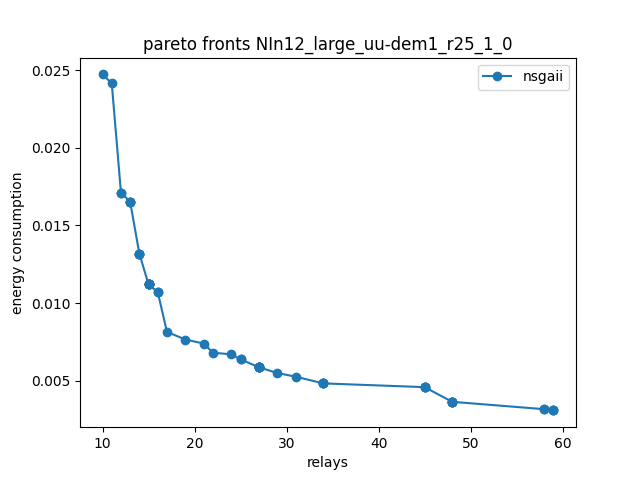 pareto fronts NIn12_large_uu-dem1_r25_1_0
nsgaii
energy consumption
0.025
0.020
0.015
0.010
0.005
10 20 30 40 50 60
relays